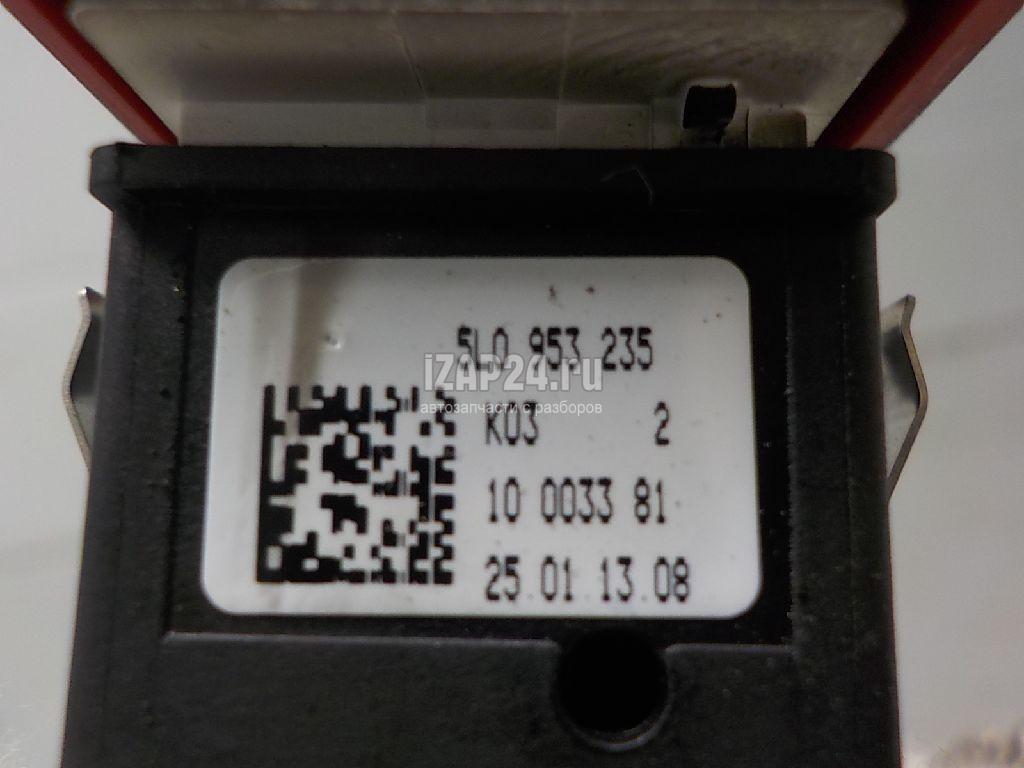 5L0 953 235
iZAP24.ru
автозапчасти с разборов
K03 2
10 0033 81
25.01.13.08